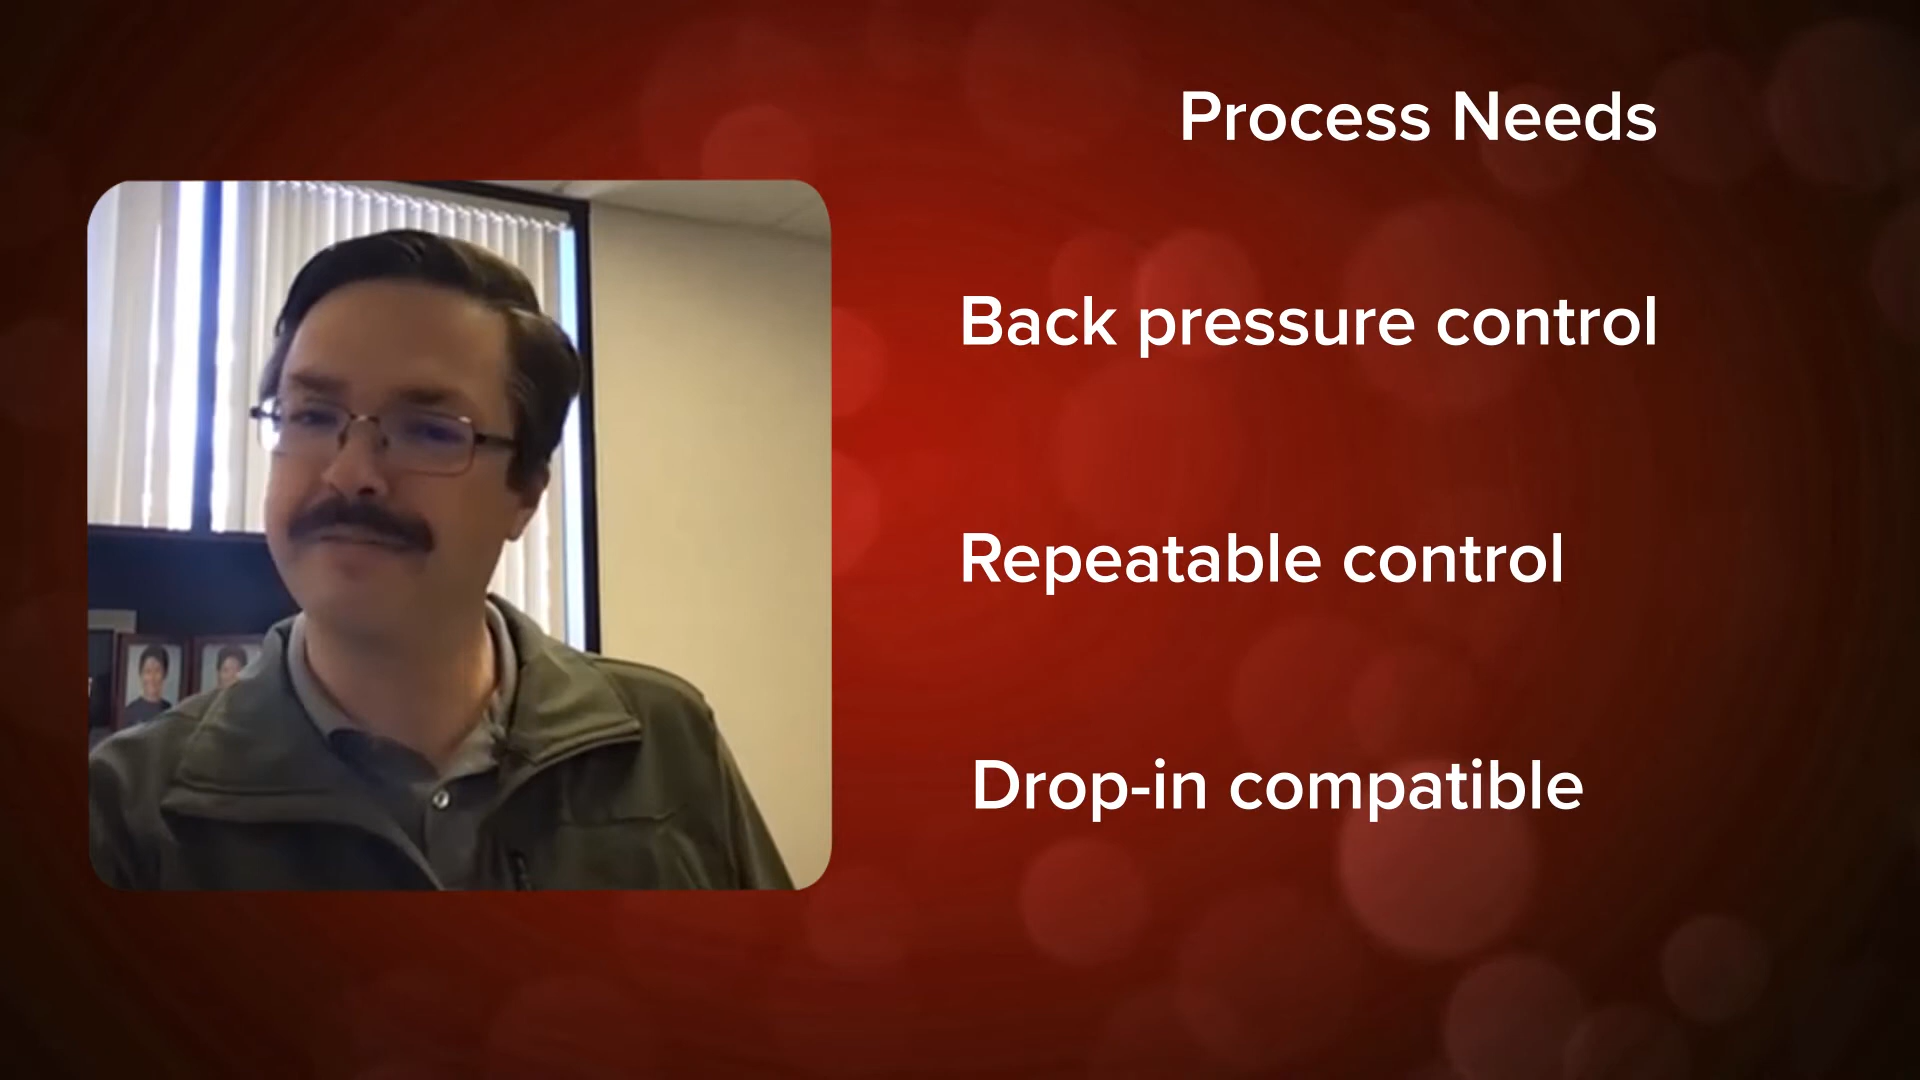 Process Needs
Back pressure control
Repeatable control
Drop-in compatible